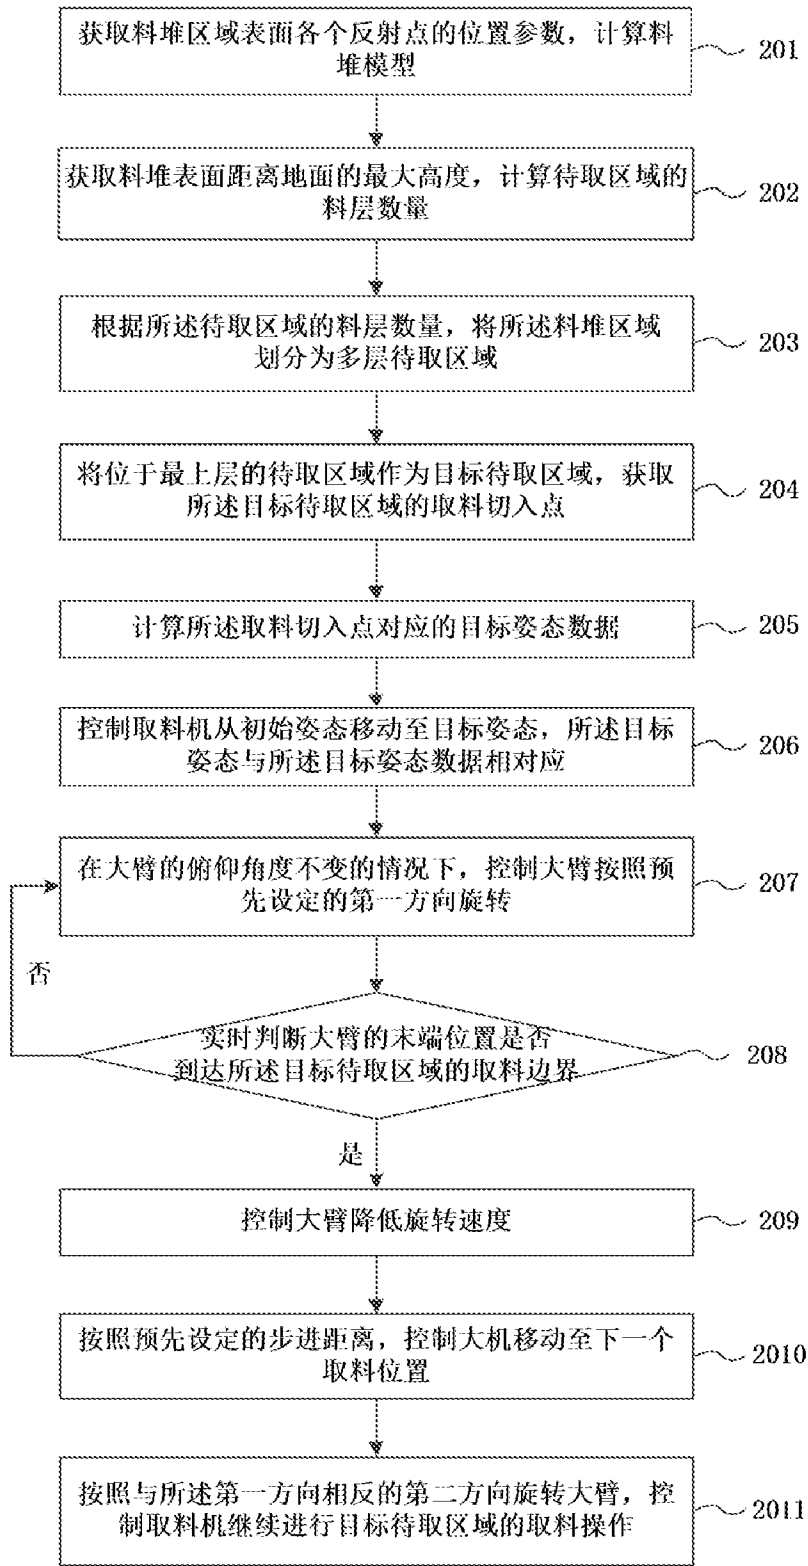 获取料堆区域表面各个反射点的位置参数，计算料
堆模型
201
获取料堆表面距离地面的最大高度，计算待取区域的
料层数量
202
根据所述待取区域的料层数量，将所述料堆区域
划分为多层待取区域
203
将位于最上层的待取区域作为目标待取区域，获取
所述目标待取区域的取料切入点
204
计算所述取料切入点对应的目标姿态数据
205
控制取料机从初始姿态移动至目标姿态，所述目标
姿态与所述目标姿态数据相对应
206
在大臂的俯仰角度不变的情况下，控制大臂按照预
先设定的第一方向旋转
207
否
实时判断大臂的末端位置是否
到达所述目标待取区域的取料边界
208
是
控制大臂降低旋转速度
209
按照预先设定的步进距离，控制大机移动至下一个
取料位置
2010
按照与所述第一方向相反的第二方向旋转大臂，控
制取料机继续进行目标待取区域的取料操作
2011